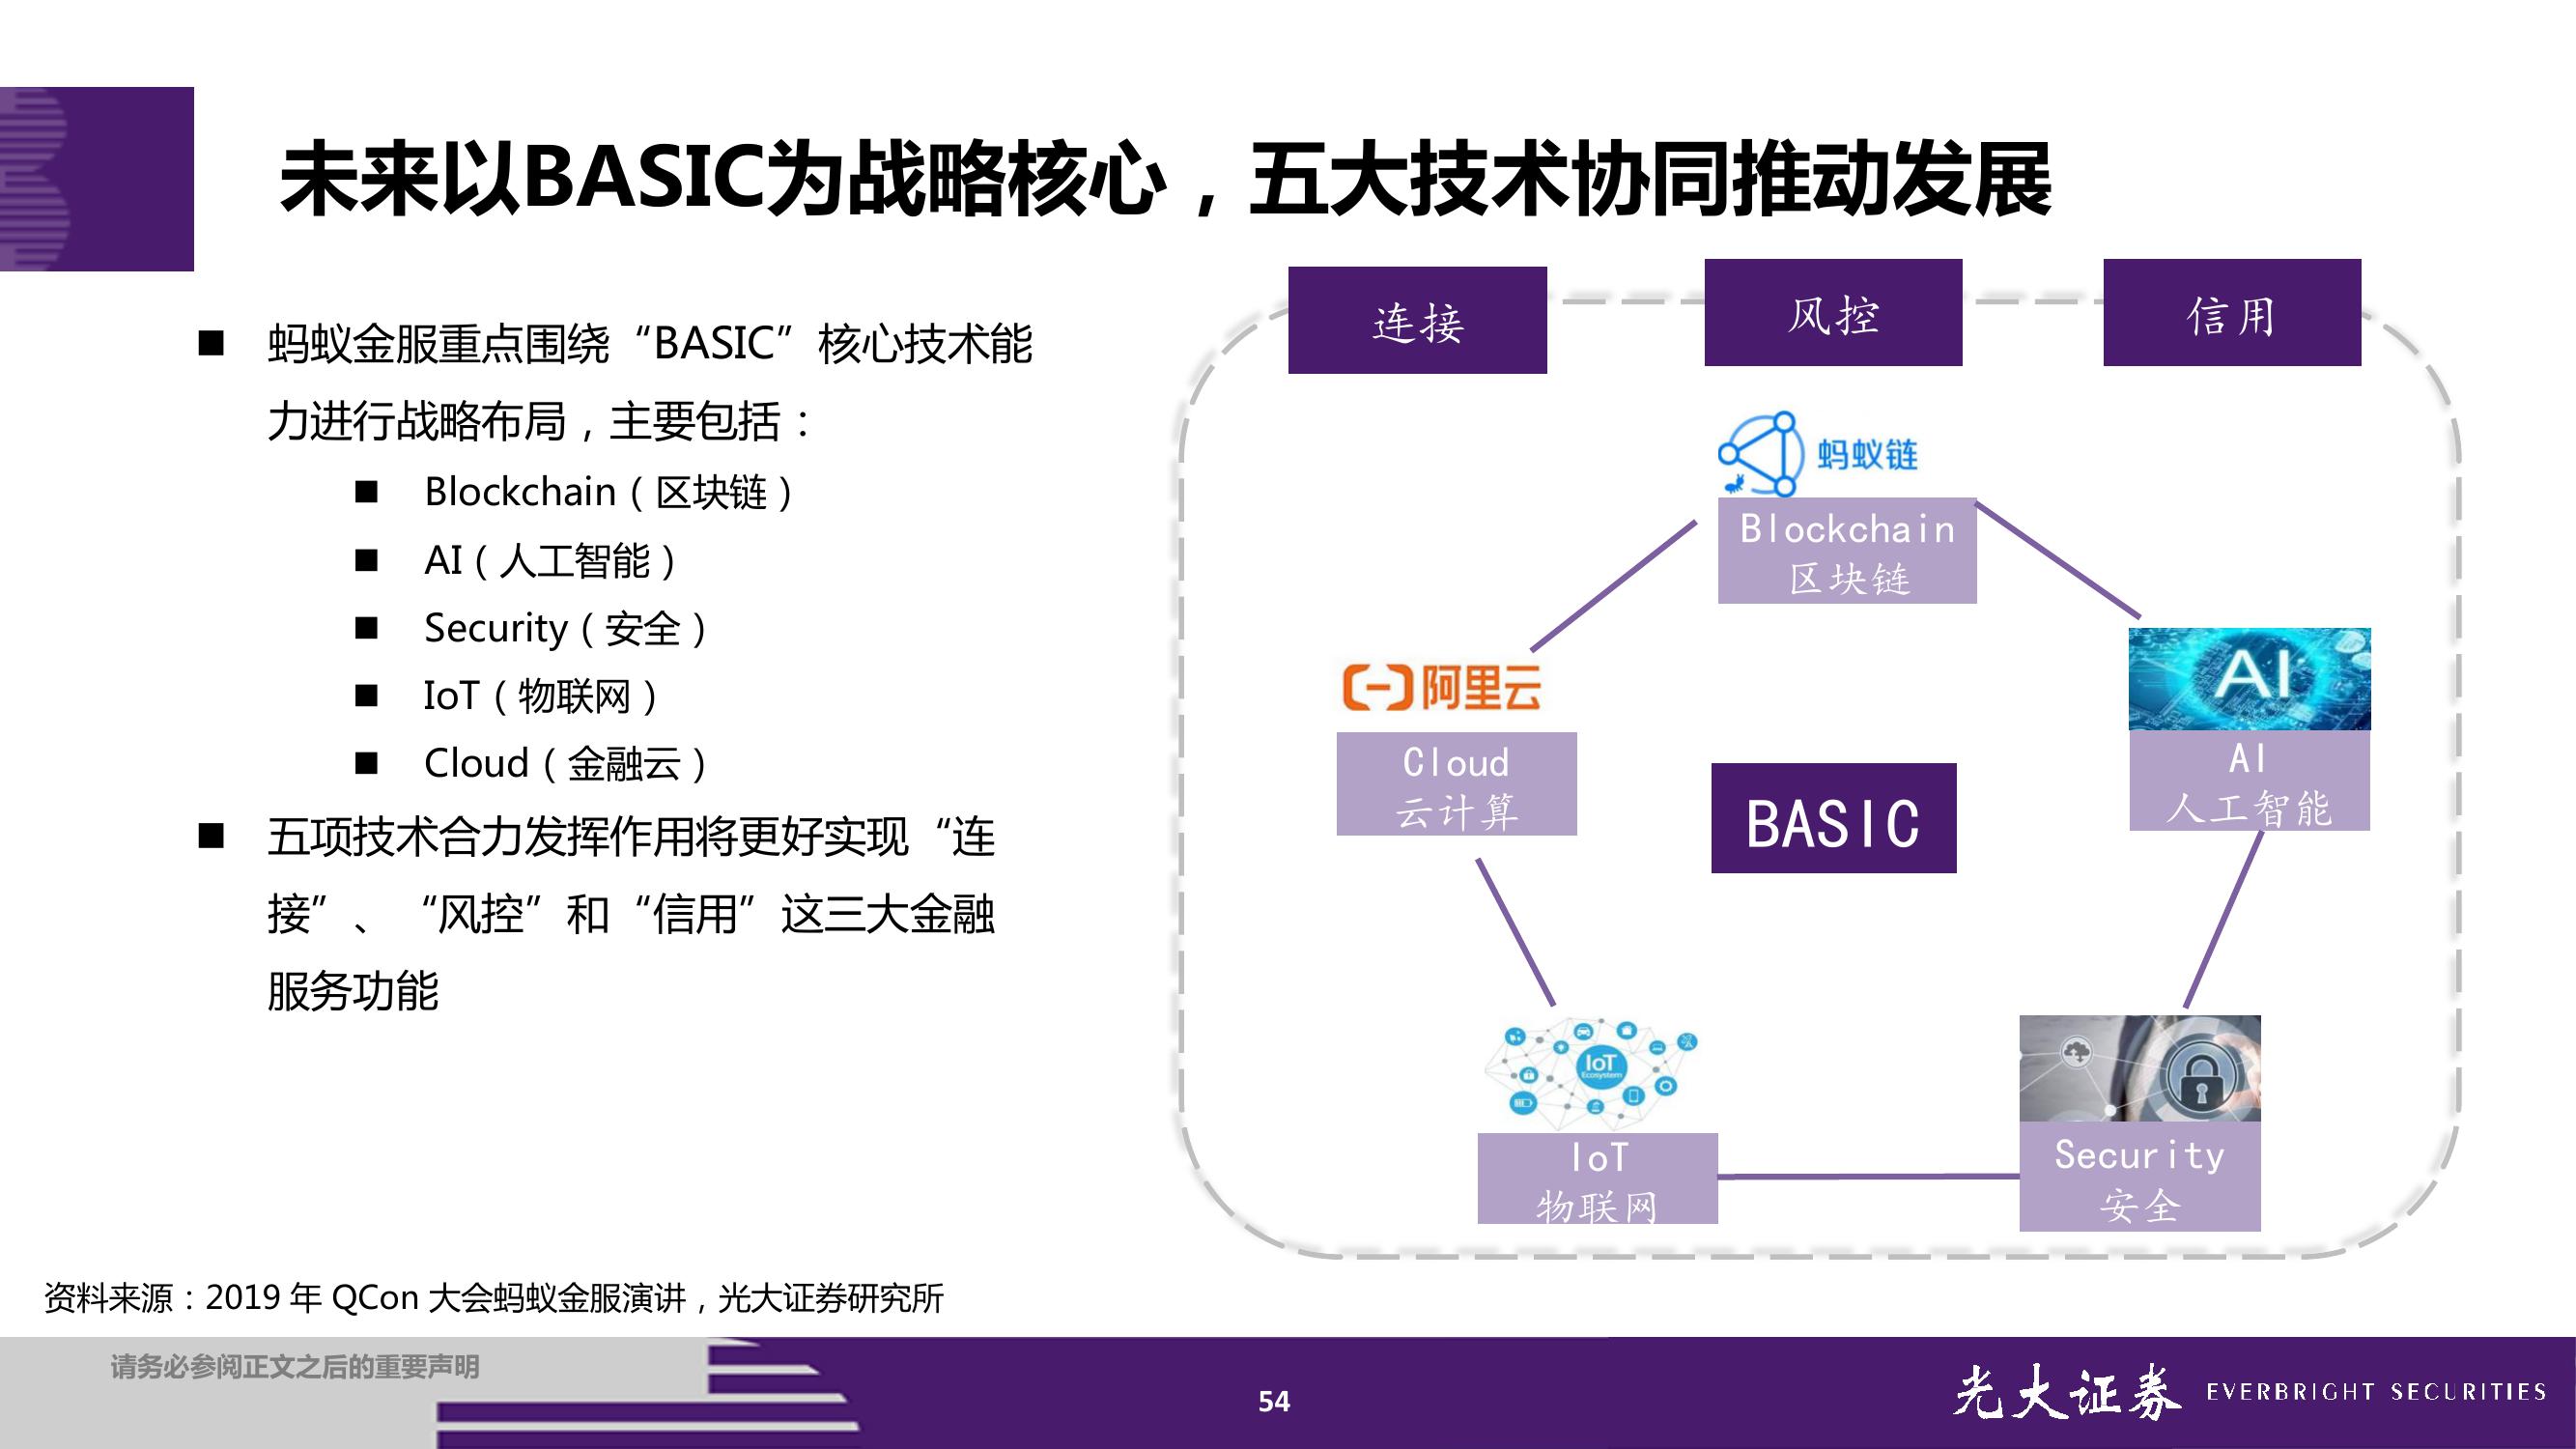 未来以BASIC为战略核心，五大技术协同推动发展
蚂蚁金服重点围绕“BASIC”核心技术能
力进行战略布局，主要包括：
Blockchain（区块链）
AI（人工智能）
Security（安全）
IoT（物联网）
Cloud（金融云）
五项技术合力发挥作用将更好实现“连
接”、“风控”和“信用”这三大金融
服务功能
连接
风控
信用
蚂蚁链
Blockchain
区块链
阿里云
Cloud
云计算
AI
AI
人工智能
BASIC
IoT
Ecosystem
IoT
物联网
Security
安全
资料来源：2019 年 QCon 大会蚂蚁金服演讲，光大证券研究所
请务必参阅正文之后的重要声明
54
光大证券 EVERBRIGHT SECURITIES